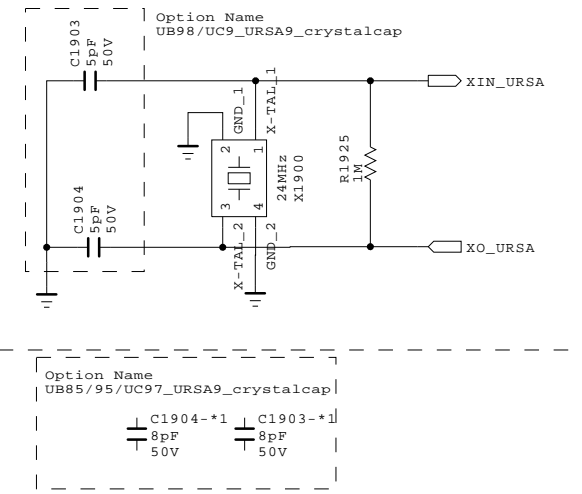 Option Name
UB98/UC9_URSA9_crystalcap
C1903
5pF
50V
XIN_URSA
GND_1
X-TAL_1
2
1
3
4
24MHz
X1900
R1925
1M
C1904
5pF
50V
X-TAL_2
GND_2
XO_URSA
Option Name
UB85/95/UC97_URSA9_crystalcap
C1904-*1
8pF
50V
C1903-*1
8pF
50V